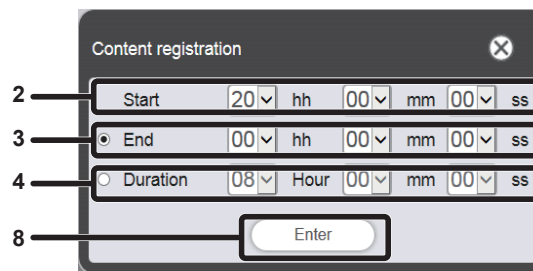 Content registration
2 Start 20 hh 00 mm 00 ss
3 End 00 hh 00 mm 00 ss
4 Duration 08 Hour 00 mm 00 ss
8 Enter